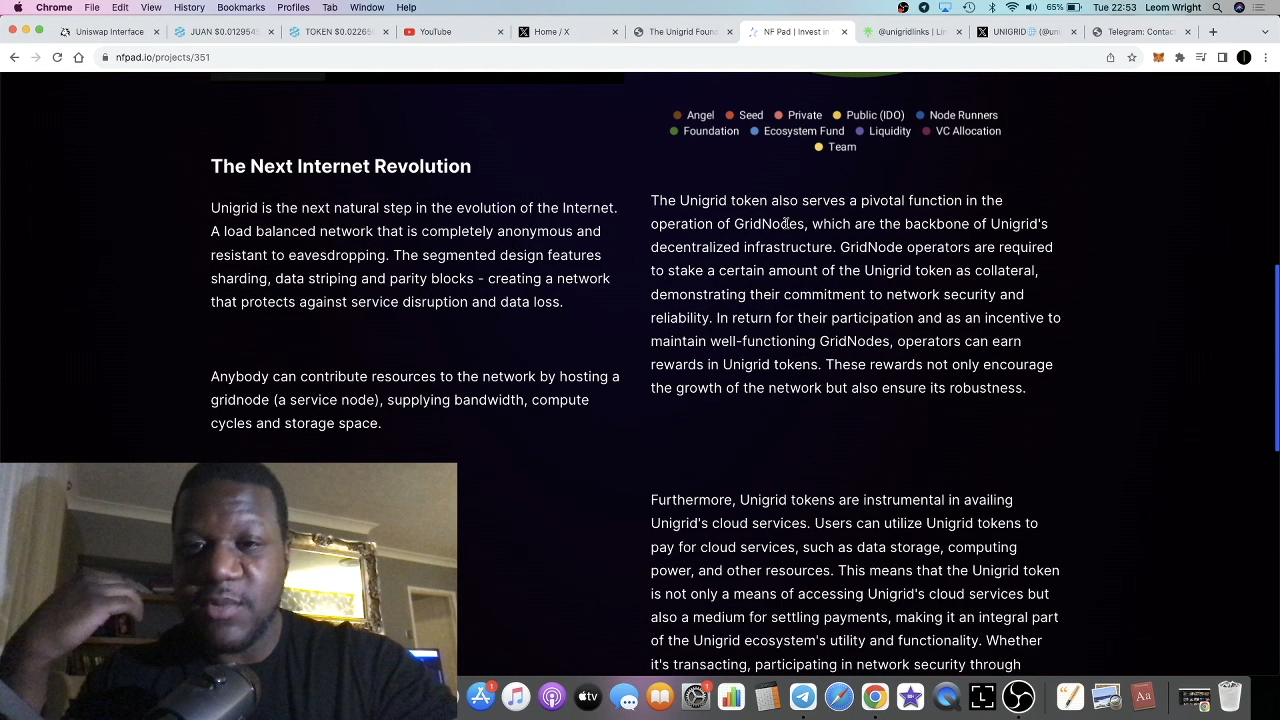 Chrome File Edit View History Bookmarks Profiles Tab Window Help 65% Tue 22:53 Leom Wright
Uniswap Interface JUAN $0.012954 TOKEN $0.02265 YouTube Home / X The Unigrid Found NF Pad | Invest in @unigridlinks | Lin UNIGRID (@uni Telegram: Contac
nfpad.io/projects/351
Angel Seed Private Public (IDO) Node Runners
Foundation Ecosystem Fund Liquidity VC Allocation
Team
The Next Internet Revolution
Unigrid is the next natural step in the evolution of the Internet.
A load balanced network that is completely anonymous and
resistant to eavesdropping. The segmented design features
sharding, data striping and parity blocks - creating a network
that protects against service disruption and data loss.
Anybody can contribute resources to the network by hosting a
gridnode (a service node), supplying bandwidth, compute
cycles and storage space.
The Unigrid token also serves a pivotal function in the
operation of GridNodes, which are the backbone of Unigrid's
decentralized infrastructure. GridNode operators are required
to stake a certain amount of the Unigrid token as collateral,
demonstrating their commitment to network security and
reliability. In return for their participation and as an incentive to
maintain well-functioning GridNodes, operators can earn
rewards in Unigrid tokens. These rewards not only encourage
the growth of the network but also ensure its robustness.
Furthermore, Unigrid tokens are instrumental in availing
Unigrid's cloud services. Users can utilize Unigrid tokens to
pay for cloud services, such as data storage, computing
power, and other resources. This means that the Unigrid token
is not only a means of accessing Unigrid's cloud services but
also a medium for settling payments, making it an integral part
of the Unigrid ecosystem's utility and functionality. Whether
it's transacting, participating in network security through
tv
Aa